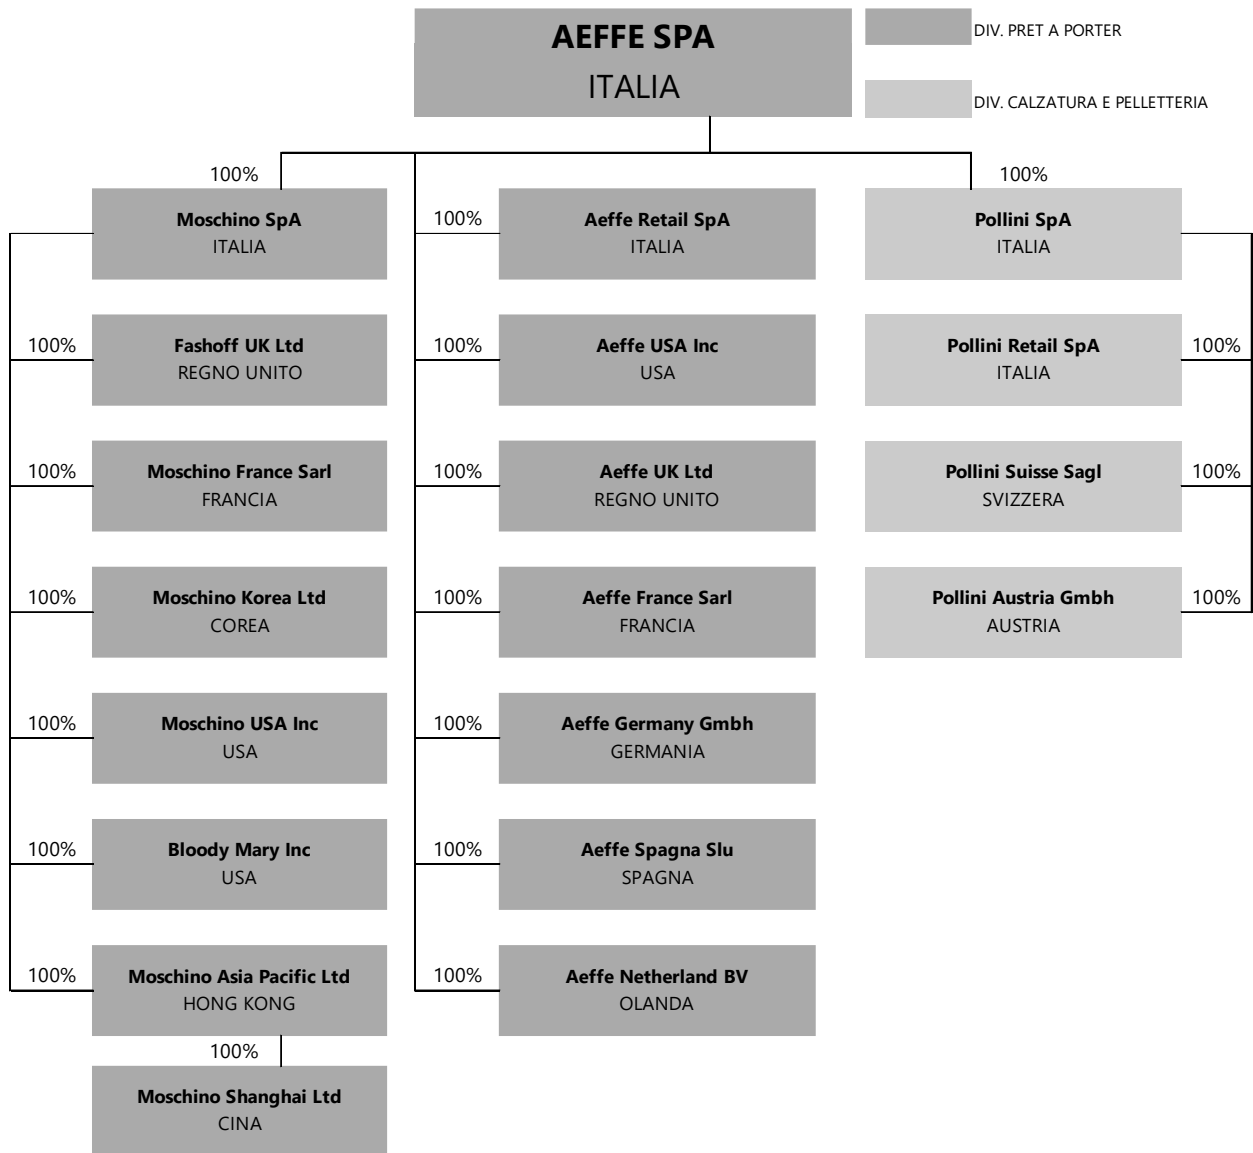 AEFFE SPA
ITALIA
DIV. PRET A PORTER
DIV. CALZATURA E PELLETTERIA
100%
100%
Moschino SpA
ITALIA
100%
Aeffe Retail SpA
ITALIA
Pollini SpA
ITALIA
100%
Fashoff UK Ltd
REGNO UNITO
100%
Aeffe USA Inc
USA
Pollini Retail SpA
ITALIA
100%
100%
Moschino France Sarl
FRANCIA
100%
Aeffe UK Ltd
REGNO UNITO
Pollini Suisse Sagl
SVIZZERA
100%
100%
Moschino Korea Ltd
COREA
100%
Aeffe France Sarl
FRANCIA
Pollini Austria Gmbh
AUSTRIA
100%
100%
Moschino USA Inc
USA
100%
Aeffe Germany Gmbh
GERMANIA
100%
Bloody Mary Inc
USA
100%
Aeffe Spagna Slu
SPAGNA
100%
Moschino Asia Pacific Ltd
HONG KONG
100%
Aeffe Netherland BV
OLANDA
100%
Moschino Shanghai Ltd
CINA